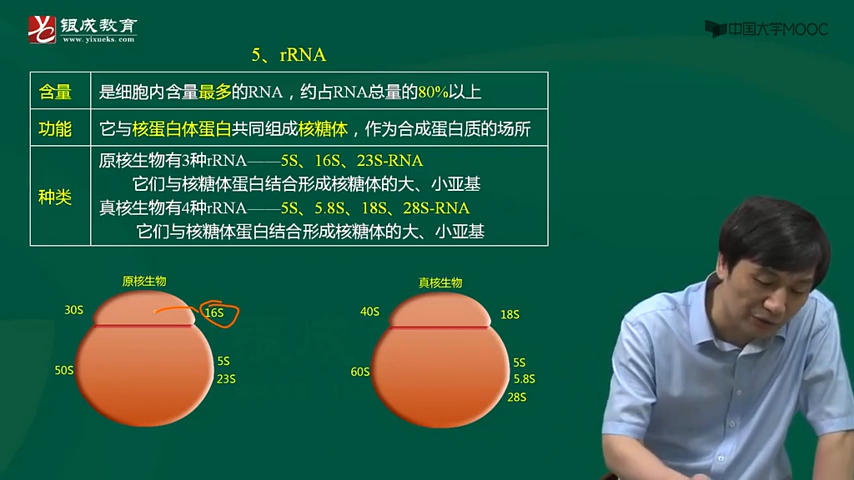 银成教育
www.yixueks.com
中国大学MOOC
5、rRNA
含量 是细胞内含量最多的RNA，约占RNA总量的80%以上
功能 它与核蛋白体蛋白共同组成核糖体，作为合成蛋白质的场所
种类
原核生物有3种rRNA——5S、16S、23S-RNA
它们与核糖体蛋白结合形成核糖体的大、小亚基
真核生物有4种rRNA——5S、5.8S、18S、28S-RNA
它们与核糖体蛋白结合形成核糖体的大、小亚基
原核生物
30S
16S
50S
5S
23S
真核生物
40S
18S
60S
5S
5.8S
28S